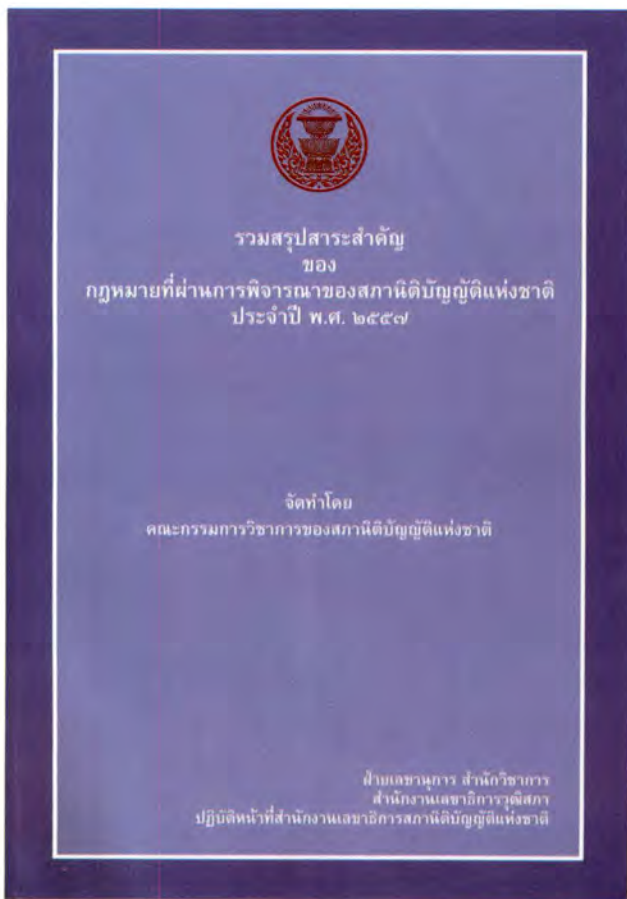 รวมสรุปสาระสำคัญ
ของ
กฎหมายที่ผ่านการพิจารณาของสภานิติบัญญัติแห่งชาติ
ประจำปี พ.ศ. ๒๕๕๗
จัดทำโดย
คณะกรรมการวิชาการของสภานิติบัญญัติแห่งชาติ
ฝ่ายเลขานุการ สำนักวิชาการ
สำนักงานเลขาธิการวุฒิสภา
ปฏิบัติหน้าที่สำนักงานเลขาธิการสภานิติบัญญัติแห่งชาติ